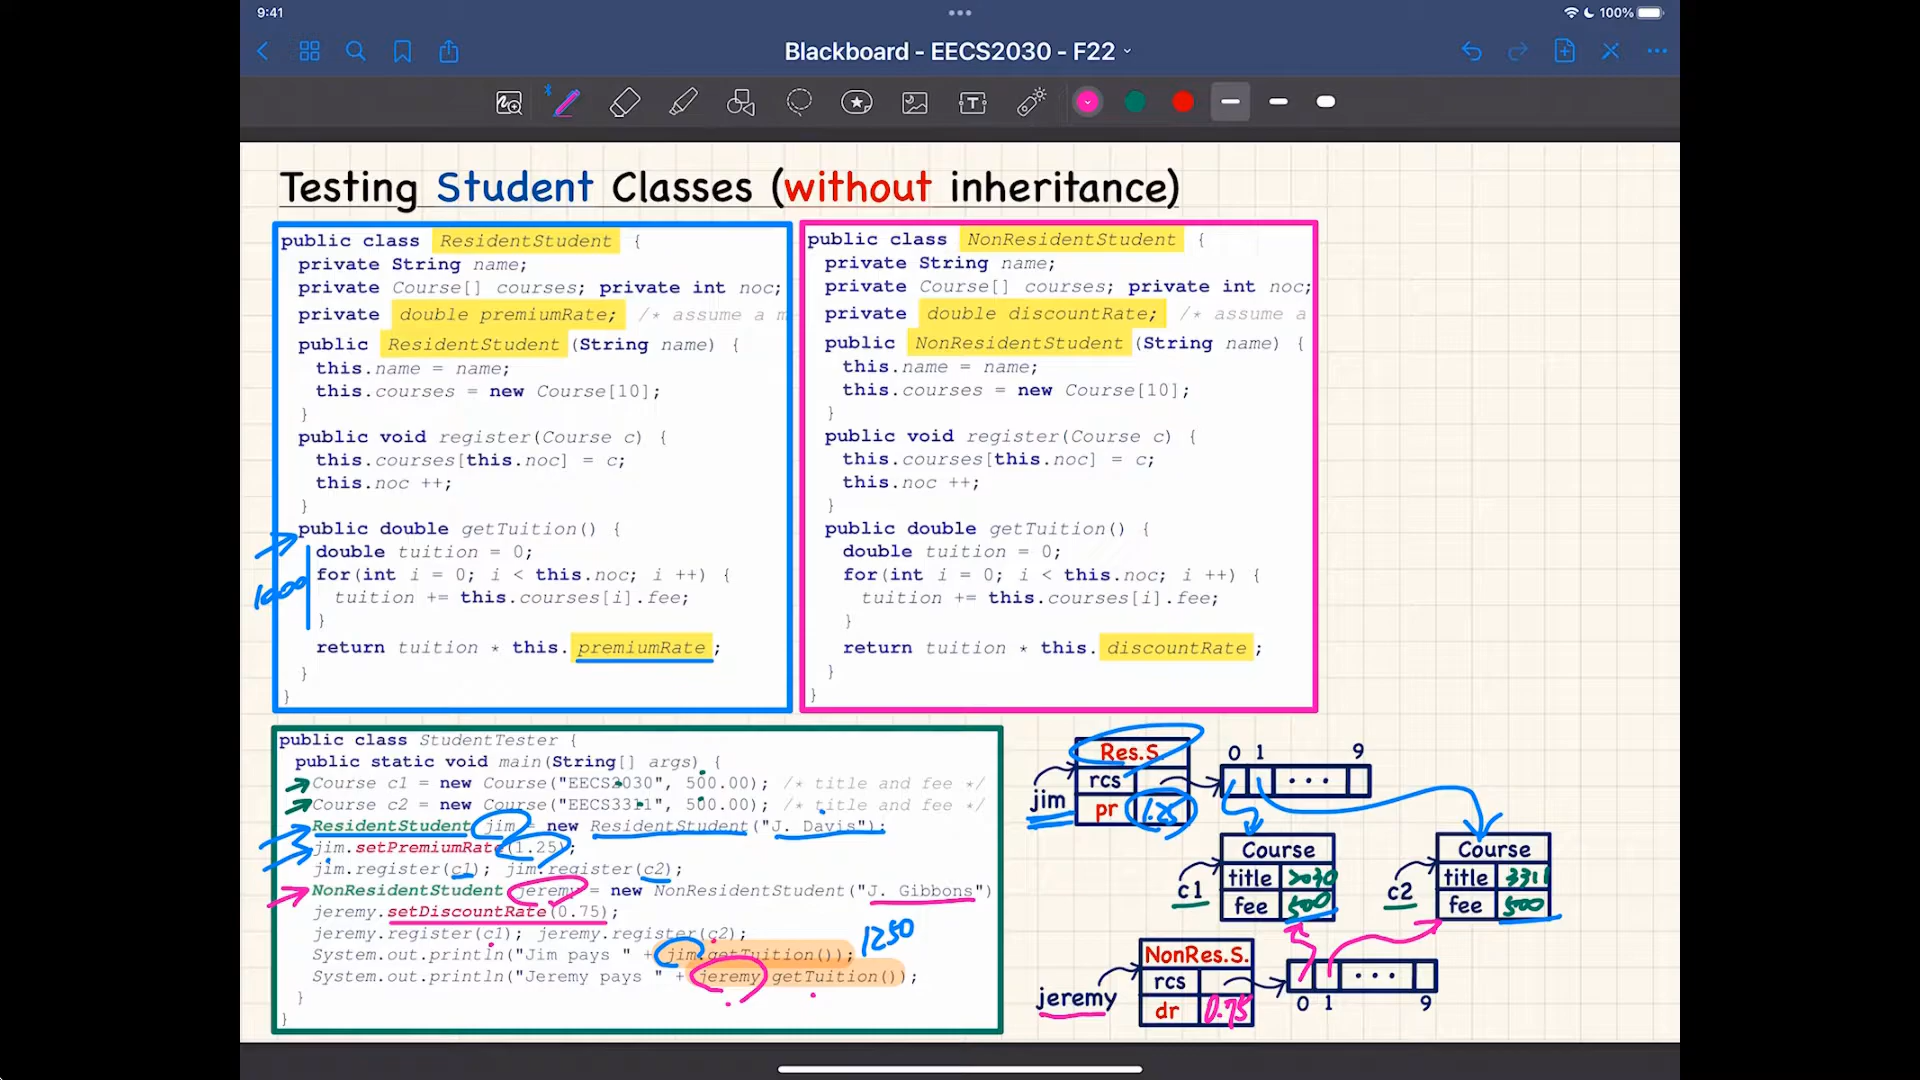 9:41
100%
Blackboard - EECS2030 - F22
Testing Student Classes (without inheritance)
public class ResidentStudent {
private String name;
private Course[] courses; private int noc;
private double premiumRate; /* assume a m
public ResidentStudent (String name) {
this.name = name;
this.courses = new Course[10];
}
public void register(Course c) {
this.courses[this.noc] = c;
this.noc ++;
}
public double getTuition() {
double tuition = 0;
for(int i = 0; i < this.noc; i ++) {
tuition += this.courses[i].fee;
}
return tuition * this. premiumRate ;
}
}
1000
public class NonResidentStudent {
private String name;
private Course[] courses; private int noc;
private double discountRate; /* assume a
public NonResidentStudent (String name) {
this.name = name;
this.courses = new Course[10];
}
public void register(Course c) {
this.courses[this.noc] = c;
this.noc ++;
}
public double getTuition() {
double tuition = 0;
for(int i = 0; i < this.noc; i ++) {
tuition += this.courses[i].fee;
}
return tuition * this. discountRate ;
}
}
public class StudentTester {
public static void main(String[] args) {
Course c1 = new Course("EECS2030", 500.00); /* title and fee */
Course c2 = new Course("EECS3311", 500.00); /* title and fee */
ResidentStudent jim = new ResidentStudent("J. Davis");
jim.setPremiumRate(1.25);
jim.register(c1); jim.register(c2);
NonResidentStudent jeremy = new NonResidentStudent("J. Gibbons")
jeremy.setDiscountRate(0.75);
jeremy.register(c1); jeremy.register(c2);
System.out.println("Jim pays " + jim.getTuition());
System.out.println("Jeremy pays " + jeremy.getTuition());
}
}
1250
Res.S.
rcs
pr 1.25
jim
0 1 9
...
Course
title 2030
fee 500
c1
Course
title 3311
fee 500
c2
NonRes.S.
rcs
dr 0.75
jeremy
...
0 1 9